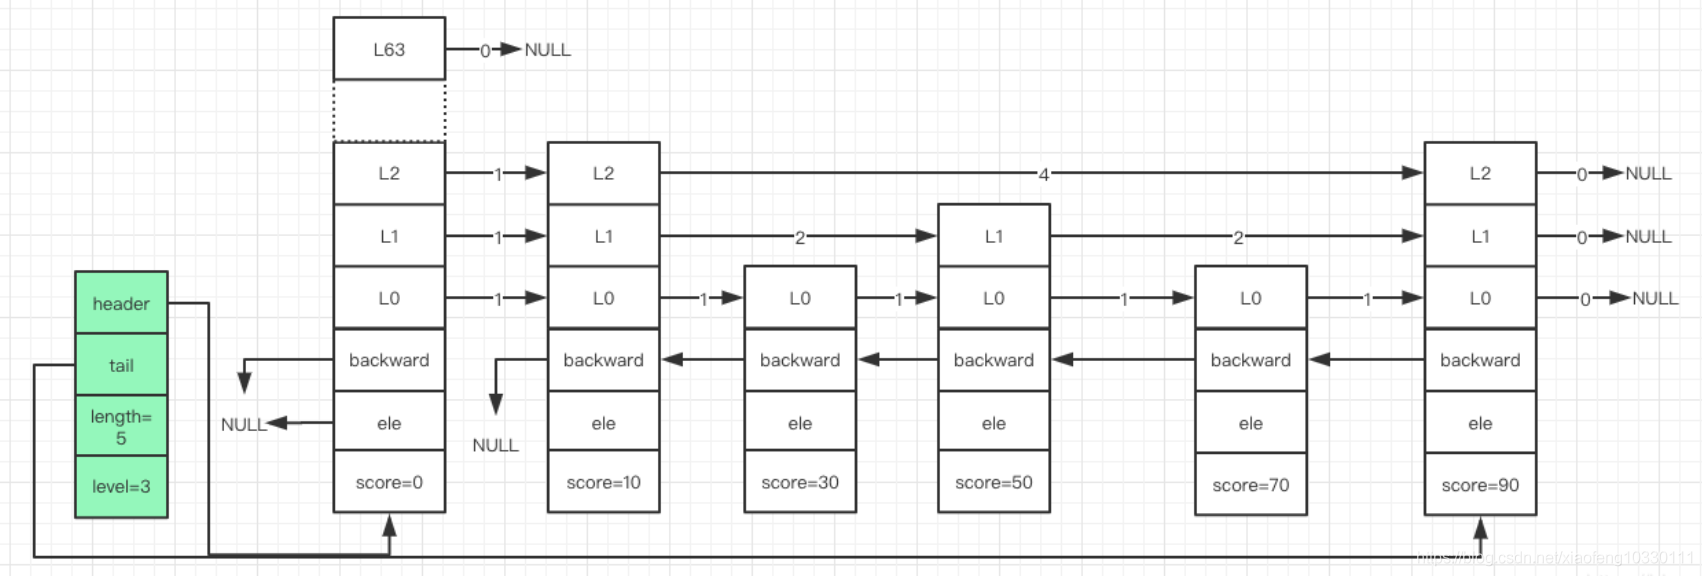 L63
0
NULL
L2
1
L2
4
L2
0
NULL
L1
1
L1
2
L1
2
L1
0
NULL
header
L0
1
L0
1
L0
1
L0
1
L0
1
L0
0
NULL
tail
backward
backward
backward
backward
backward
backward
length=
5
NULL
ele
NULL
ele
ele
ele
ele
ele
level=3
score=0
score=10
score=30
score=50
score=70
score=90
https://blog.csdn.net/xiaofeng10330111